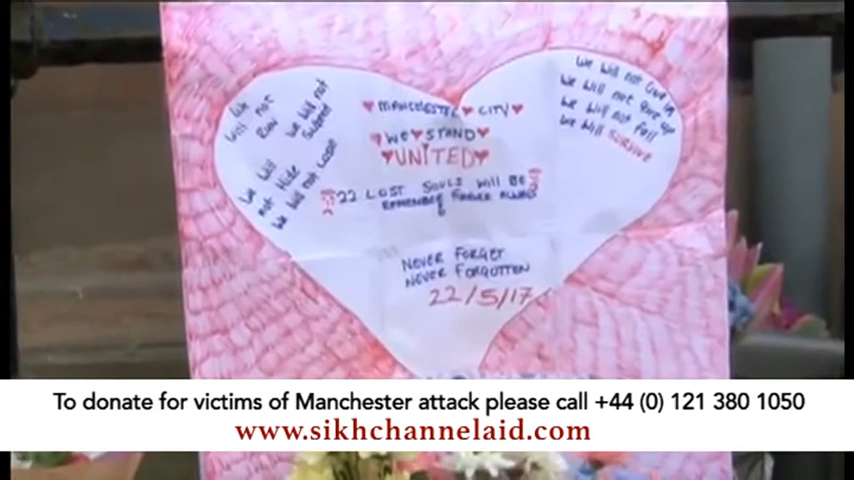 We
will not
Run
We will not
Submit
We will
not Hide
We will not Lose
MANCHESTER CITY
WE STAND
UNITED
22 LOST SOULS WILL BE
REMEMBER FOREVER ALWAYS
NEVER FORGET
NEVER FORGOTTEN
22/5/17
We will not Give in
We will not Give up
We will not fall
We will SURVIVE
To donate for victims of Manchester attack please call +44 (0) 121 380 1050
www.sikhchannelaid.com